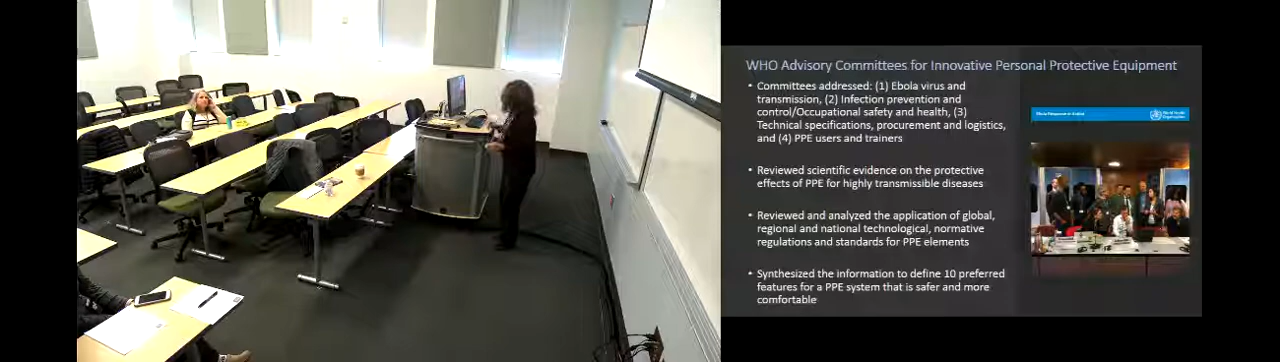 WHO Advisory Committees for Innovative Personal Protective Equipment
• Committees addressed: (1) Ebola virus and
transmission, (2) Infection prevention and
control/Occupational safety and health, (3)
Technical specifications, procurement and logistics,
and (4) PPE users and trainers
• Reviewed scientific evidence on the protective
effects of PPE for highly transmissible diseases
• Reviewed and analyzed the application of global,
regional and national technological, normative
regulations and standards for PPE elements
• Synthesized the information to define 10 preferred
features for a PPE system that is safer and more
comfortable
World Health
Organization